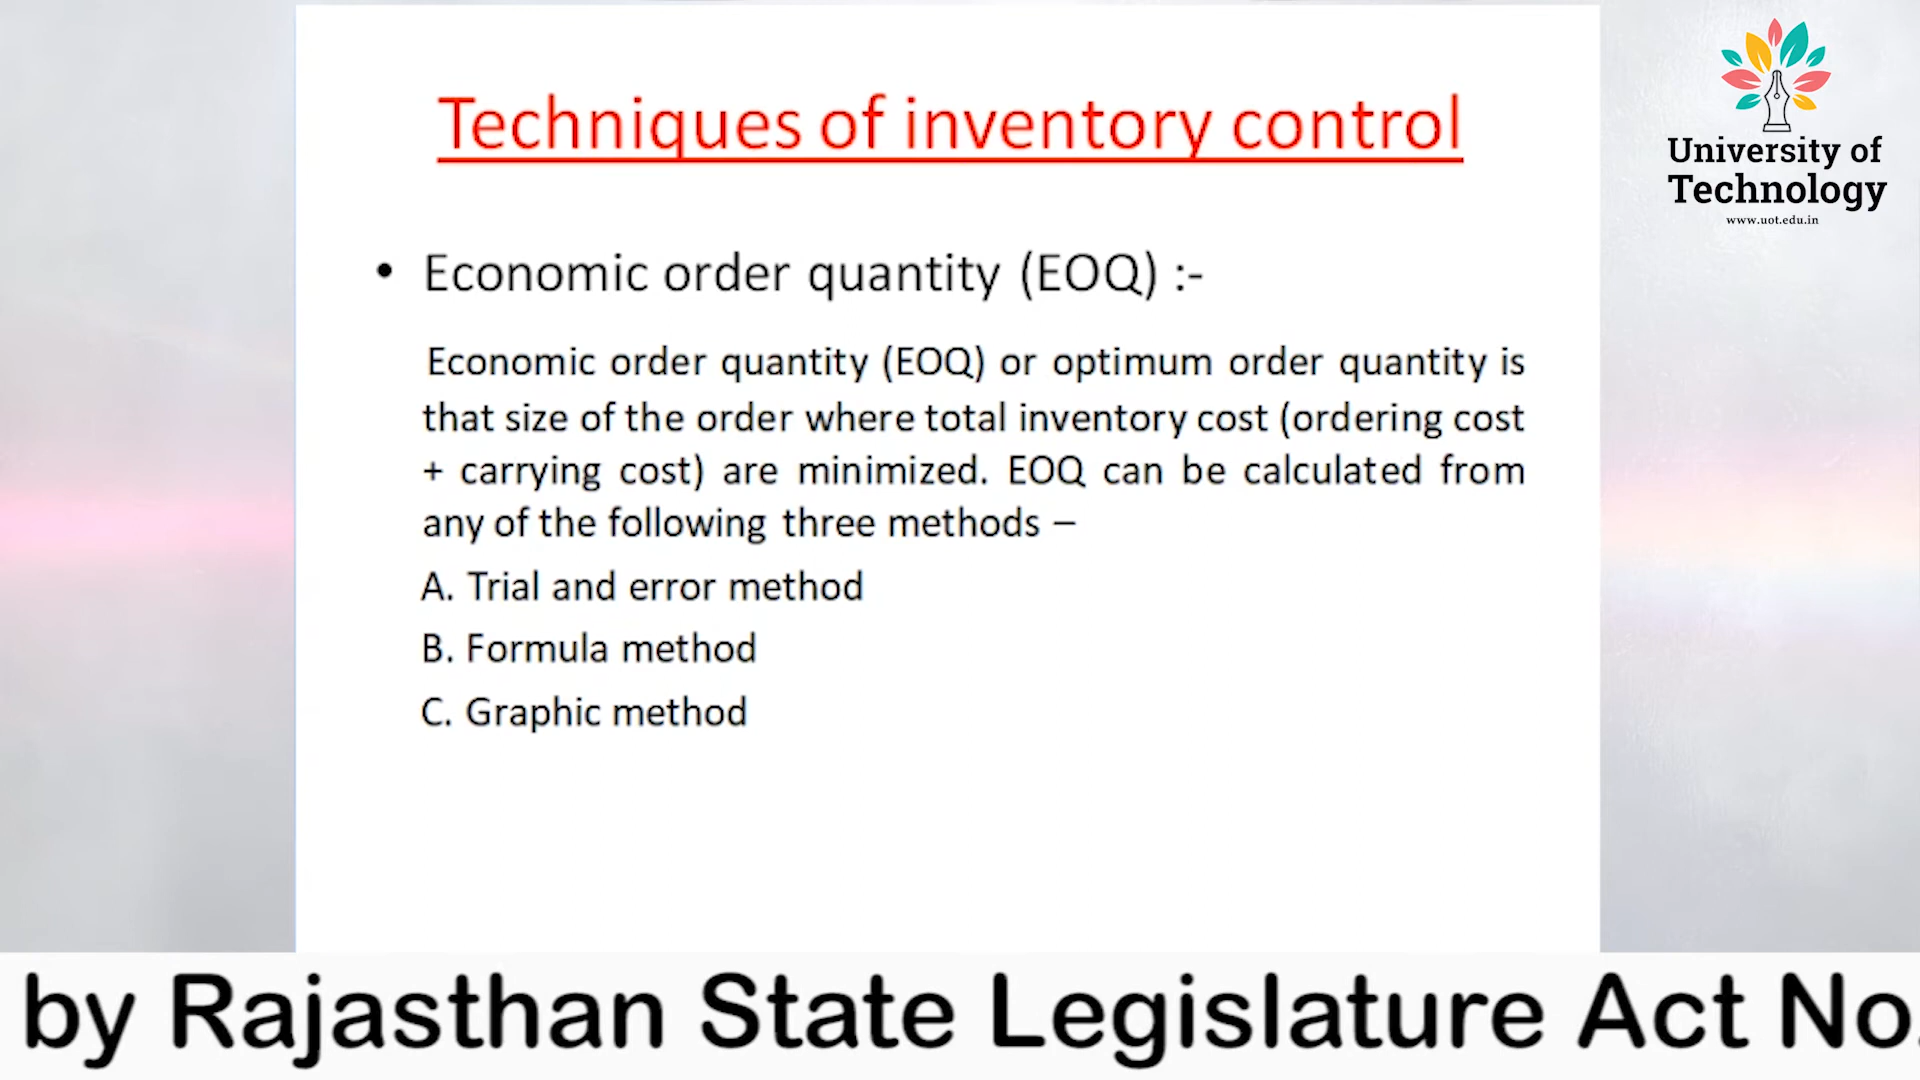 Techniques of inventory control
University of
Technology
www.uot.edu.in
• Economic order quantity (EOQ) :-
Economic order quantity (EOQ) or optimum order quantity is
that size of the order where total inventory cost (ordering cost
+ carrying cost) are minimized. EOQ can be calculated from
any of the following three methods –
A. Trial and error method
B. Formula method
C. Graphic method
by Rajasthan State Legislature Act No.